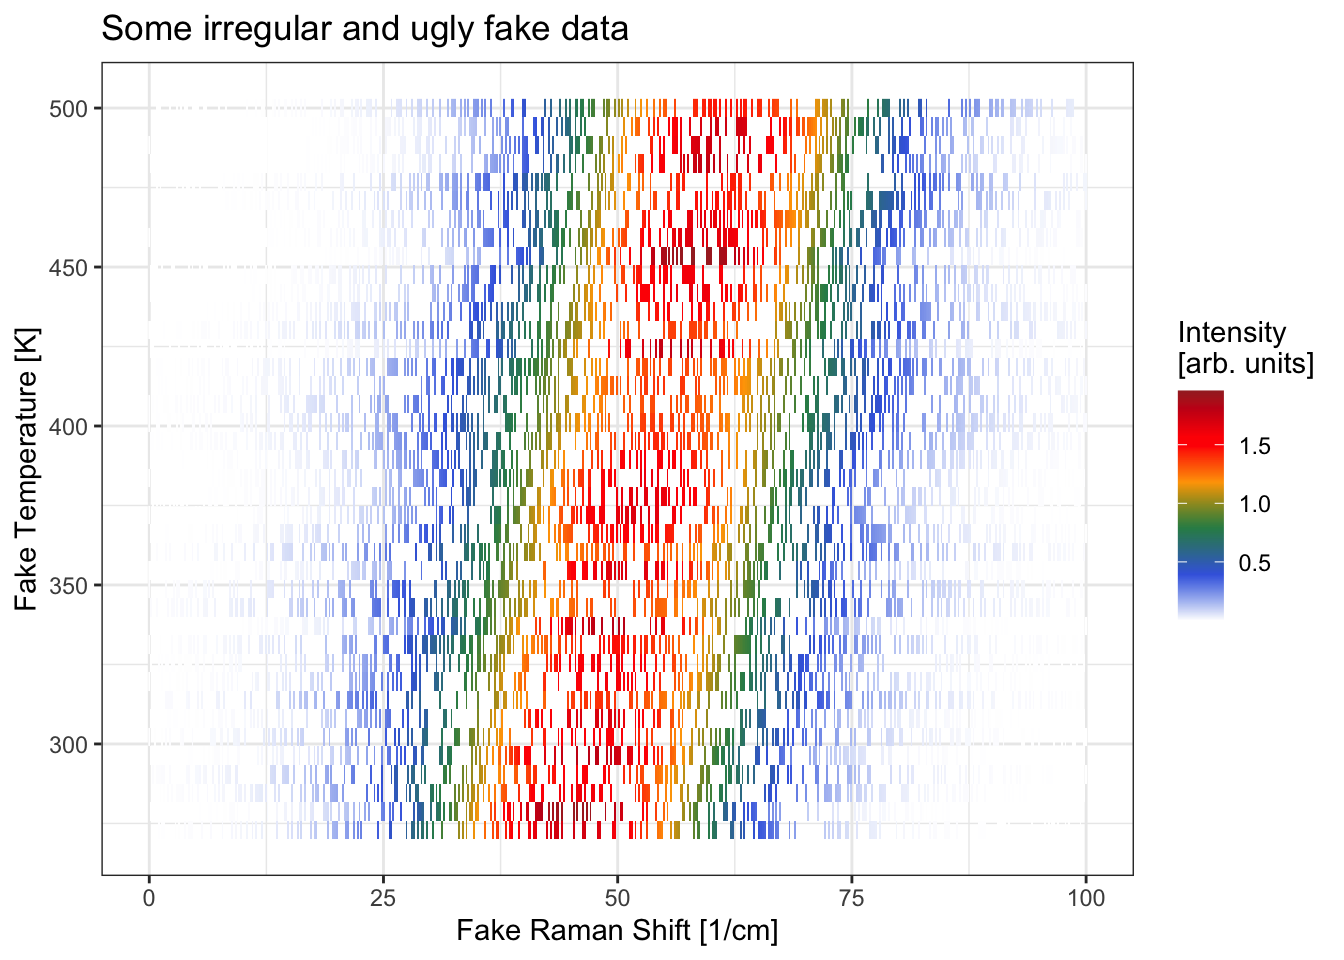 Some irregular and ugly fake data
Fake Temperature [K]
500
450
400
350
300
0
25
50
75
100
Fake Raman Shift [1/cm]
Intensity
[arb. units]
1.5
1.0
0.5